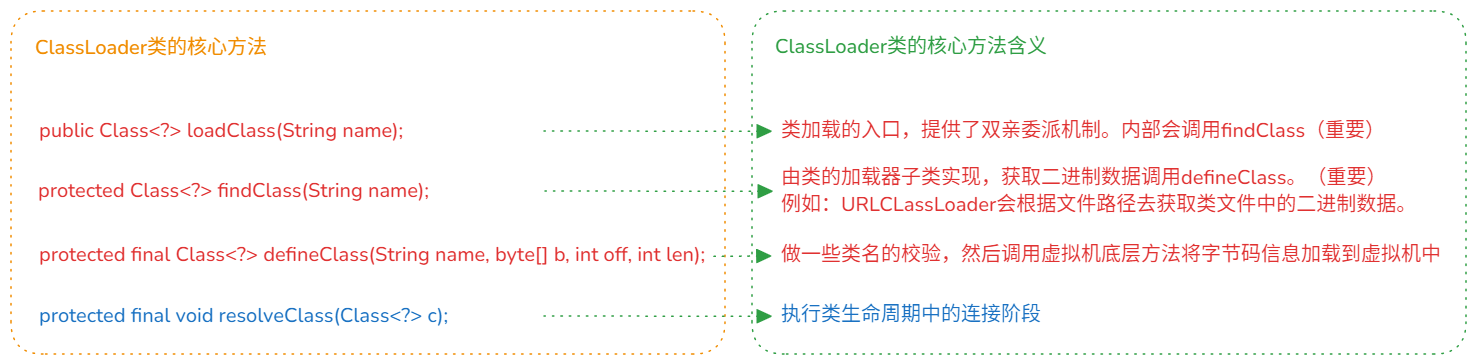 ClassLoader类的核心方法
ClassLoader类的核心方法含义
public Class<?> loadClass(String name);
类加载的入口，提供了双亲委派机制。内部会调用findClass（重要）
protected Class<?> findClass(String name);
由类的加载器子类实现，获取二进制数据调用defineClass。（重要）
例如：URLCLassLoader会根据文件路径去获取类文件中的二进制数据。
protected final Class<?> defineClass(String name, byte[] b, int off, int len);
做一些类名的校验，然后调用虚拟机底层方法将字节码信息加载到虚拟机中
protected final void resolveClass(Class<?> c);
执行类生命周期中的连接阶段